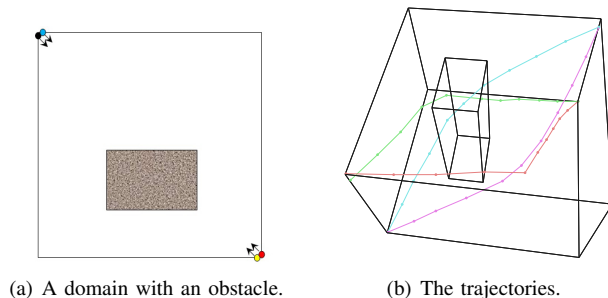 (a) A domain with an obstacle.
(b) The trajectories.